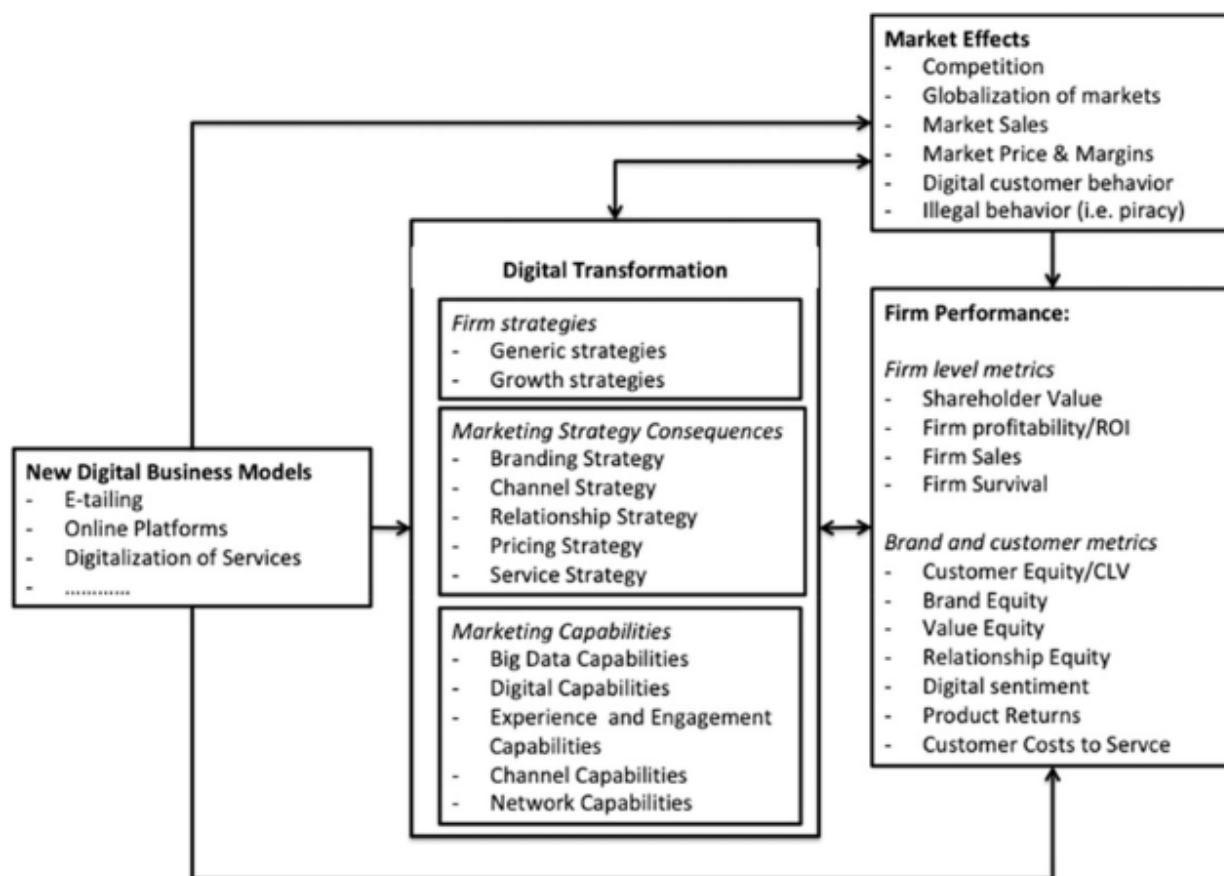 New Digital Business Models
- E-tailing
- Online Platforms
- Digitalization of Services
- …………
Digital Transformation
Firm strategies
- Generic strategies
- Growth strategies
Marketing Strategy Consequences
- Branding Strategy
- Channel Strategy
- Relationship Strategy
- Pricing Strategy
- Service Strategy
Marketing Capabilities
- Big Data Capabilities
- Digital Capabilities
- Experience and Engagement
Capabilities
- Channel Capabilities
- Network Capabilities
Market Effects
- Competition
- Globalization of markets
- Market Sales
- Market Price & Margins
- Digital customer behavior
- Illegal behavior (i.e. piracy)
Firm Performance:
Firm level metrics
- Shareholder Value
- Firm profitability/ROI
- Firm Sales
- Firm Survival
Brand and customer metrics
- Customer Equity/CLV
- Brand Equity
- Value Equity
- Relationship Equity
- Digital sentiment
- Product Returns
- Customer Costs to Servce